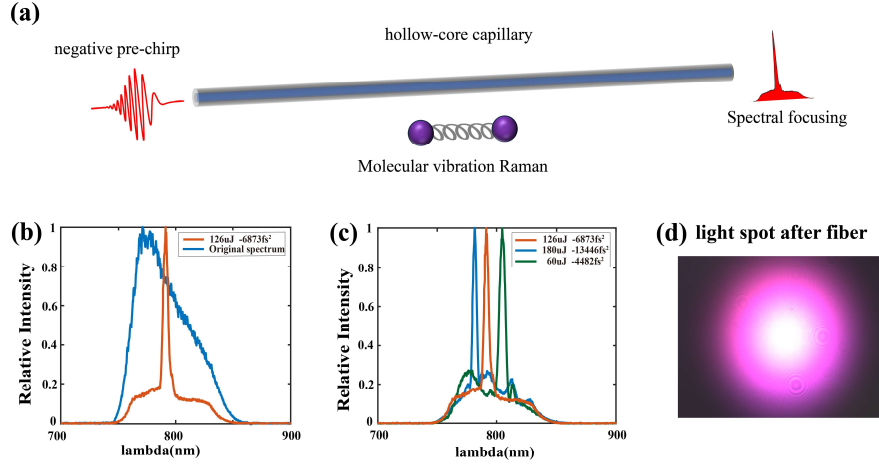 (a)
negative pre-chirp
hollow-core capillary
Molecular vibration Raman
Spectral focusing
(b)
126uJ -6873fs²
Original spectrum
Relative Intensity
1
0.8
0.6
0.4
0.2
0
700
800
900
lambda(nm)
(c)
126uJ -6873fs²
180uJ -13446fs²
60uJ -4482fs²
Relative Intensity
1
0.8
0.6
0.4
0.2
0
700
800
900
lambda(nm)
(d) light spot after fiber